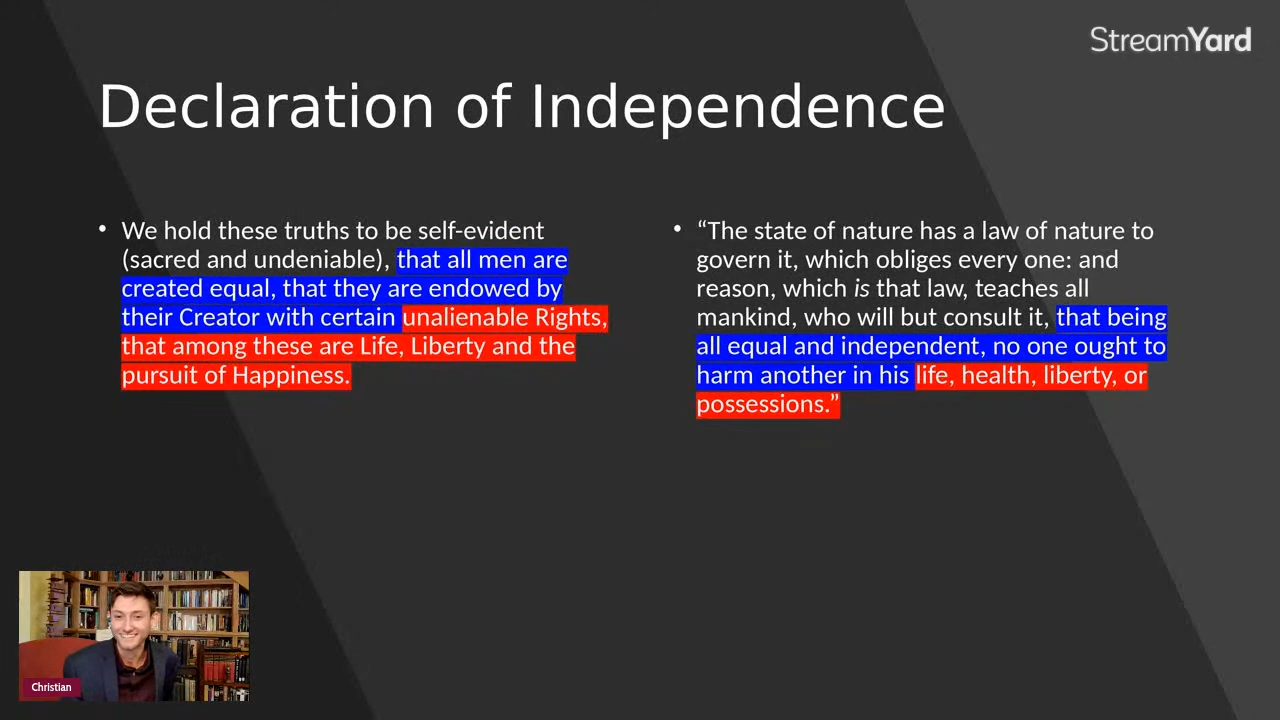 StreamYard
Declaration of Independence
• We hold these truths to be self-evident
(sacred and undeniable), that all men are
created equal, that they are endowed by
their Creator with certain unalienable Rights,
that among these are Life, Liberty and the
pursuit of Happiness.
• “The state of nature has a law of nature to
govern it, which obliges every one: and
reason, which is that law, teaches all
mankind, who will but consult it, that being
all equal and independent, no one ought to
harm another in his life, health, liberty, or
possessions.”
Christian